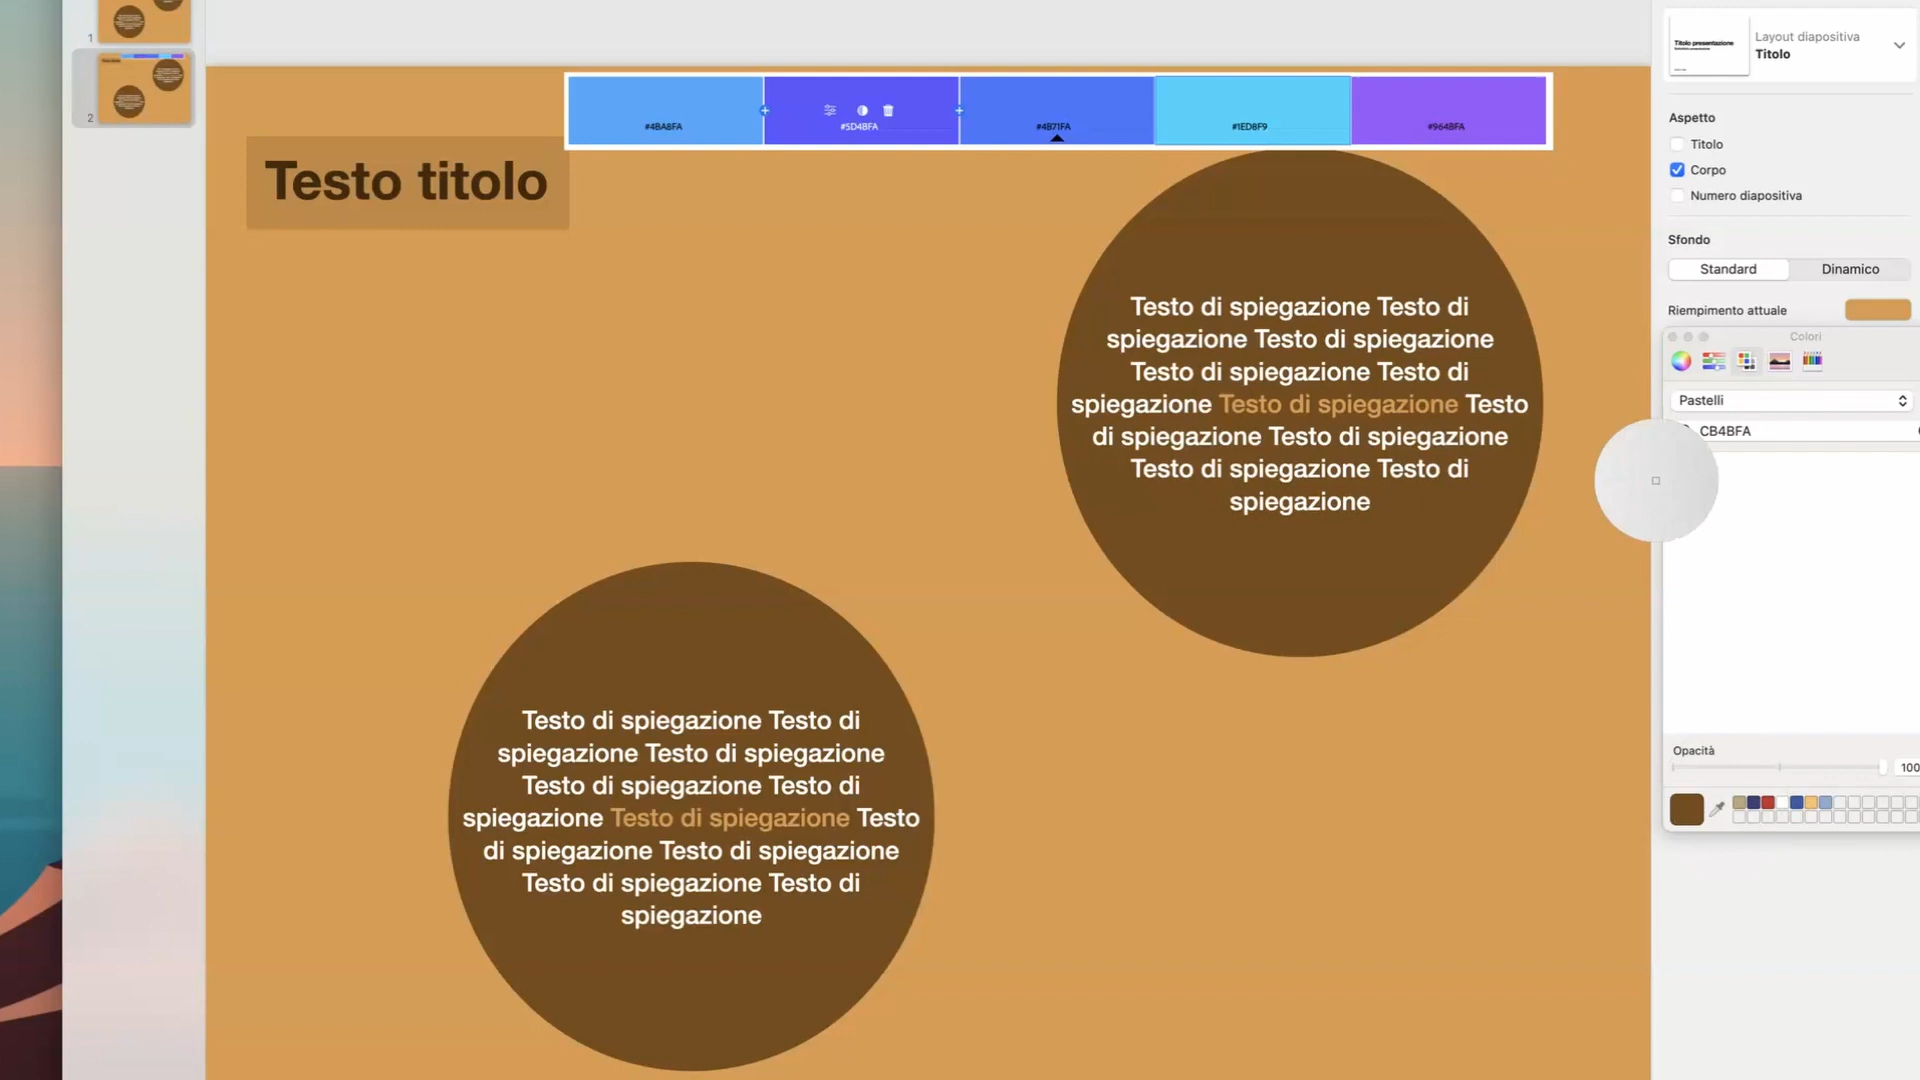 1
2
#4BA8FA
#5D4BFA
#4B71FA
#1ED8F9
#964BFA
Testo titolo
Testo di spiegazione Testo di
spiegazione Testo di spiegazione
Testo di spiegazione Testo di
spiegazione Testo di spiegazione Testo
di spiegazione Testo di spiegazione
Testo di spiegazione Testo di
spiegazione
Testo di spiegazione Testo di
spiegazione Testo di spiegazione
Testo di spiegazione Testo di
spiegazione Testo di spiegazione Testo
di spiegazione Testo di spiegazione
Testo di spiegazione Testo di
spiegazione
Titolo presentazione
Layout diapositiva
Titolo
Aspetto
Titolo
Corpo
Numero diapositiva
Sfondo
Standard Dinamico
Riempimento attuale
Colori
Pastelli
CB4BFA
Opacità
100